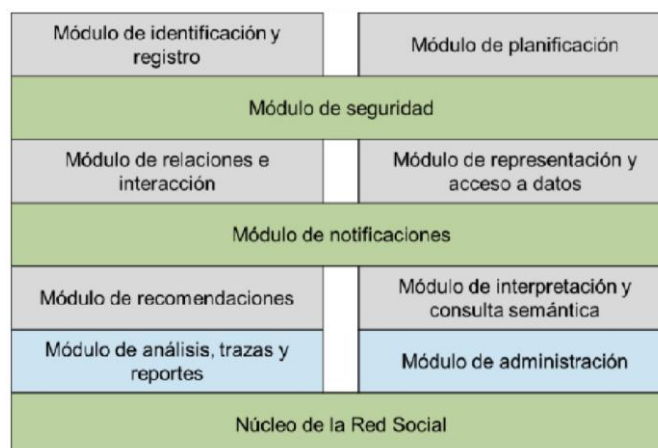 Módulo de identificación y
registro
Módulo de planificación
Módulo de seguridad
Módulo de relaciones e
interacción
Módulo de representación y
acceso a datos
Módulo de notificaciones
Módulo de recomendaciones
Módulo de interpretación y
consulta semántica
Módulo de análisis, trazas y
reportes
Módulo de administración
Núcleo de la Red Social